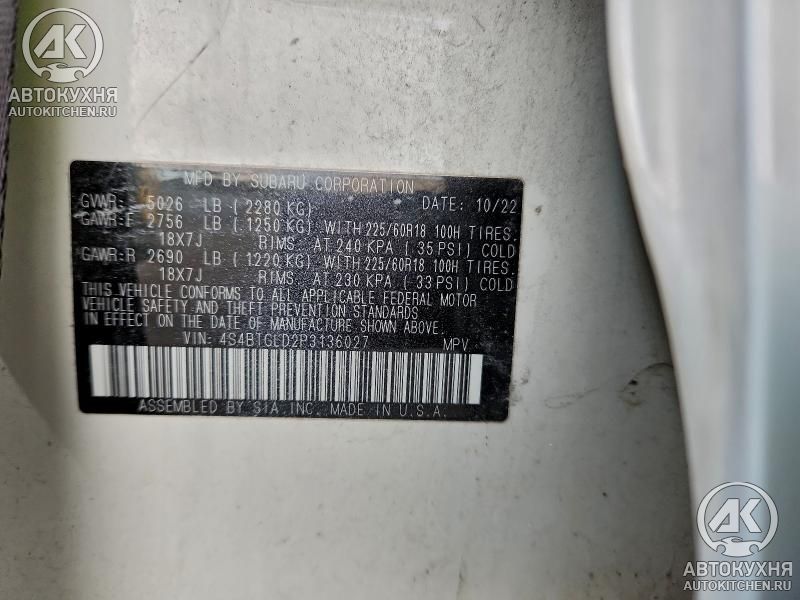 AK
АВТОКУХНЯ
AUTOKITCHEN.RU
MFD BY SUBARU CORPORATION
GVWR: 5026 LB ( 2280 KG) DATE: 10/22
GAWR:F 2756 LB ( 1250 KG) WITH 225/60R18 100H TIRES.
18X7J RIMS AT 240 KPA ( 35 PSI) COLD
GAWR:R 2690 LB ( 1220 KG) WITH 225/60R18 100H TIRES.
18X7J RIMS AT 230 KPA ( 33 PSI) COLD
THIS VEHICLE CONFORMS TO ALL APPLICABLE FEDERAL MOTOR
VEHICLE SAFETY AND THEFT PREVENTION STANDARDS
IN EFFECT ON THE DATE OF MANUFACTURE SHOWN ABOVE.
VIN: 4S4BTGLD2P3136027 MPV
ASSEMBLED BY SIA,INC. MADE IN U.S.A.
AK
АВТОКУХНЯ
AUTOKITCHEN.RU